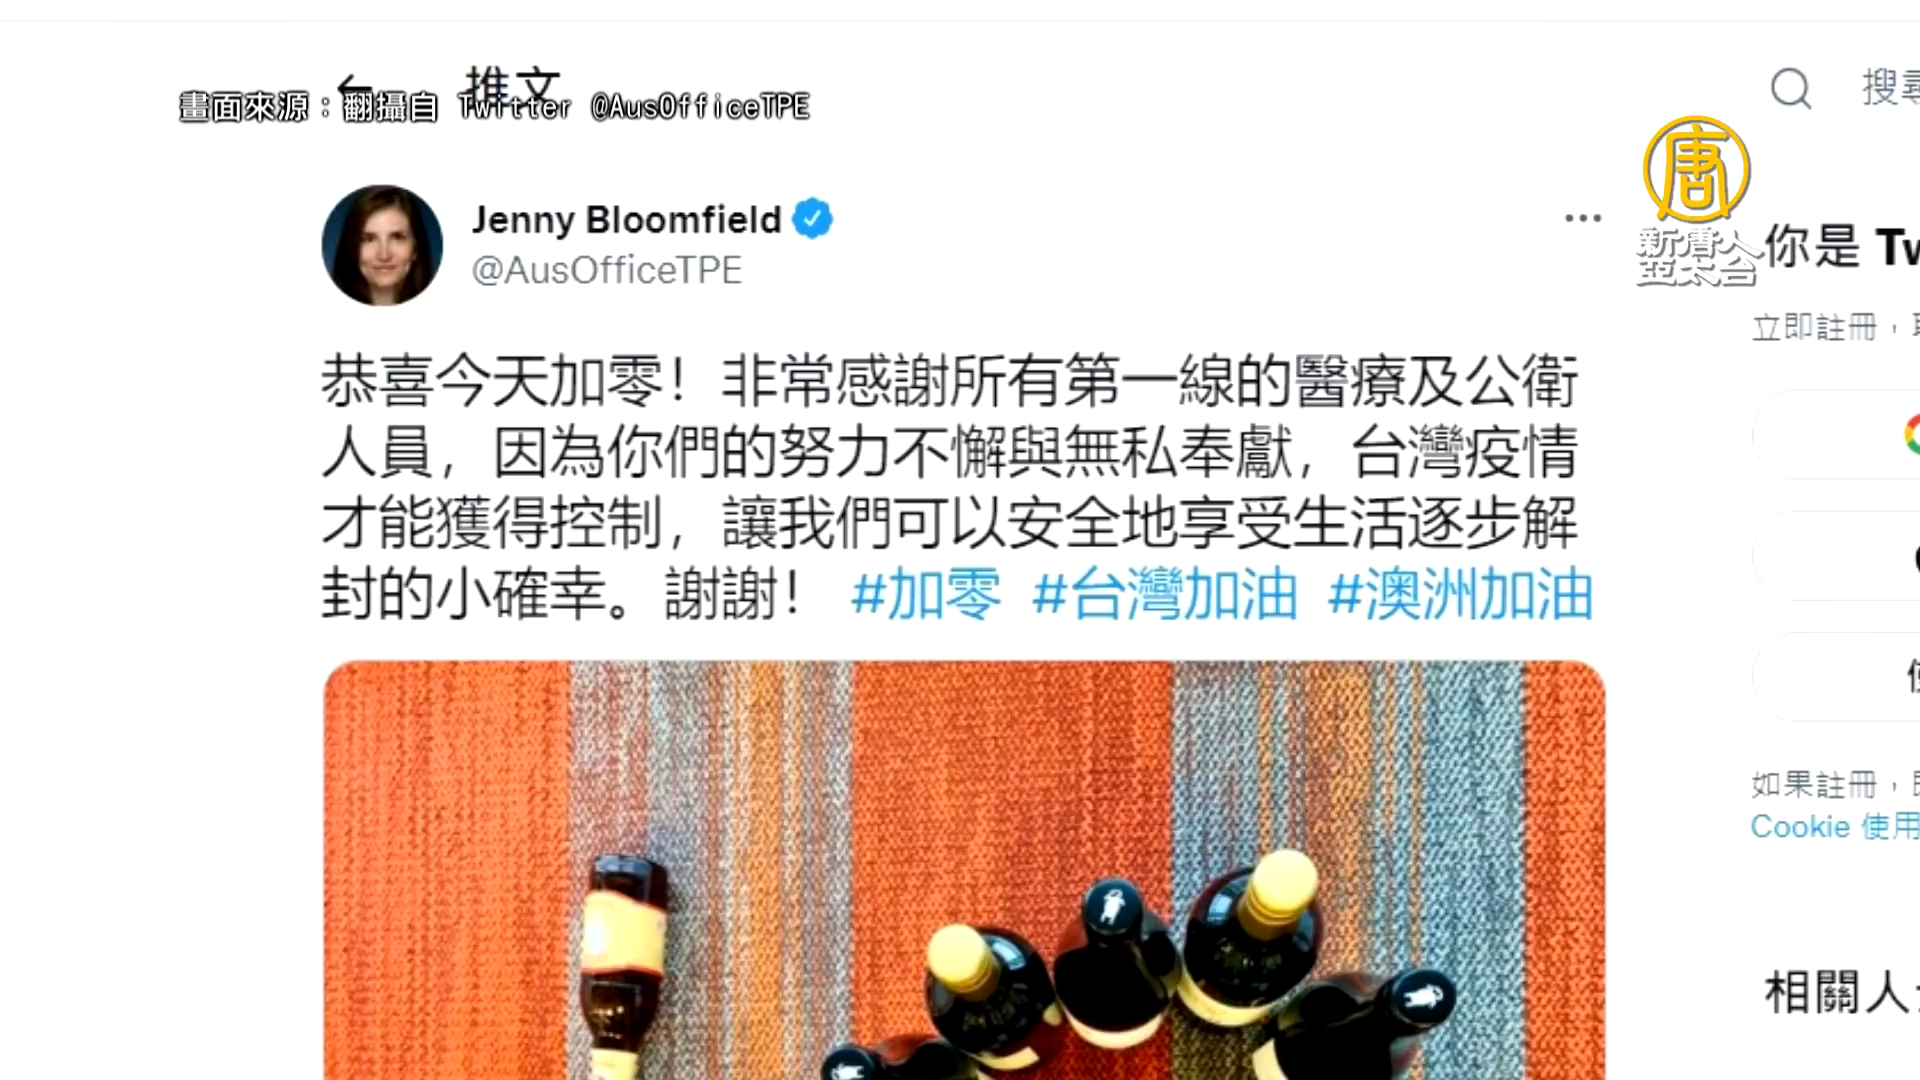 推文
畫面來源：翻攝自 Twitter @AusOfficeTPE
搜尋
唐
新唐人
亞太台
Jenny Bloomfield
@AusOfficeTPE
恭喜今天加零！非常感謝所有第一線的醫療及公衛
人員，因為你們的努力不懈與無私奉獻，台灣疫情
才能獲得控制，讓我們可以安全地享受生活逐步解
封的小確幸。謝謝！ #加零 #台灣加油 #澳洲加油
你是 Tw
立即註冊，
如果註冊，
Cookie 使用
相關人